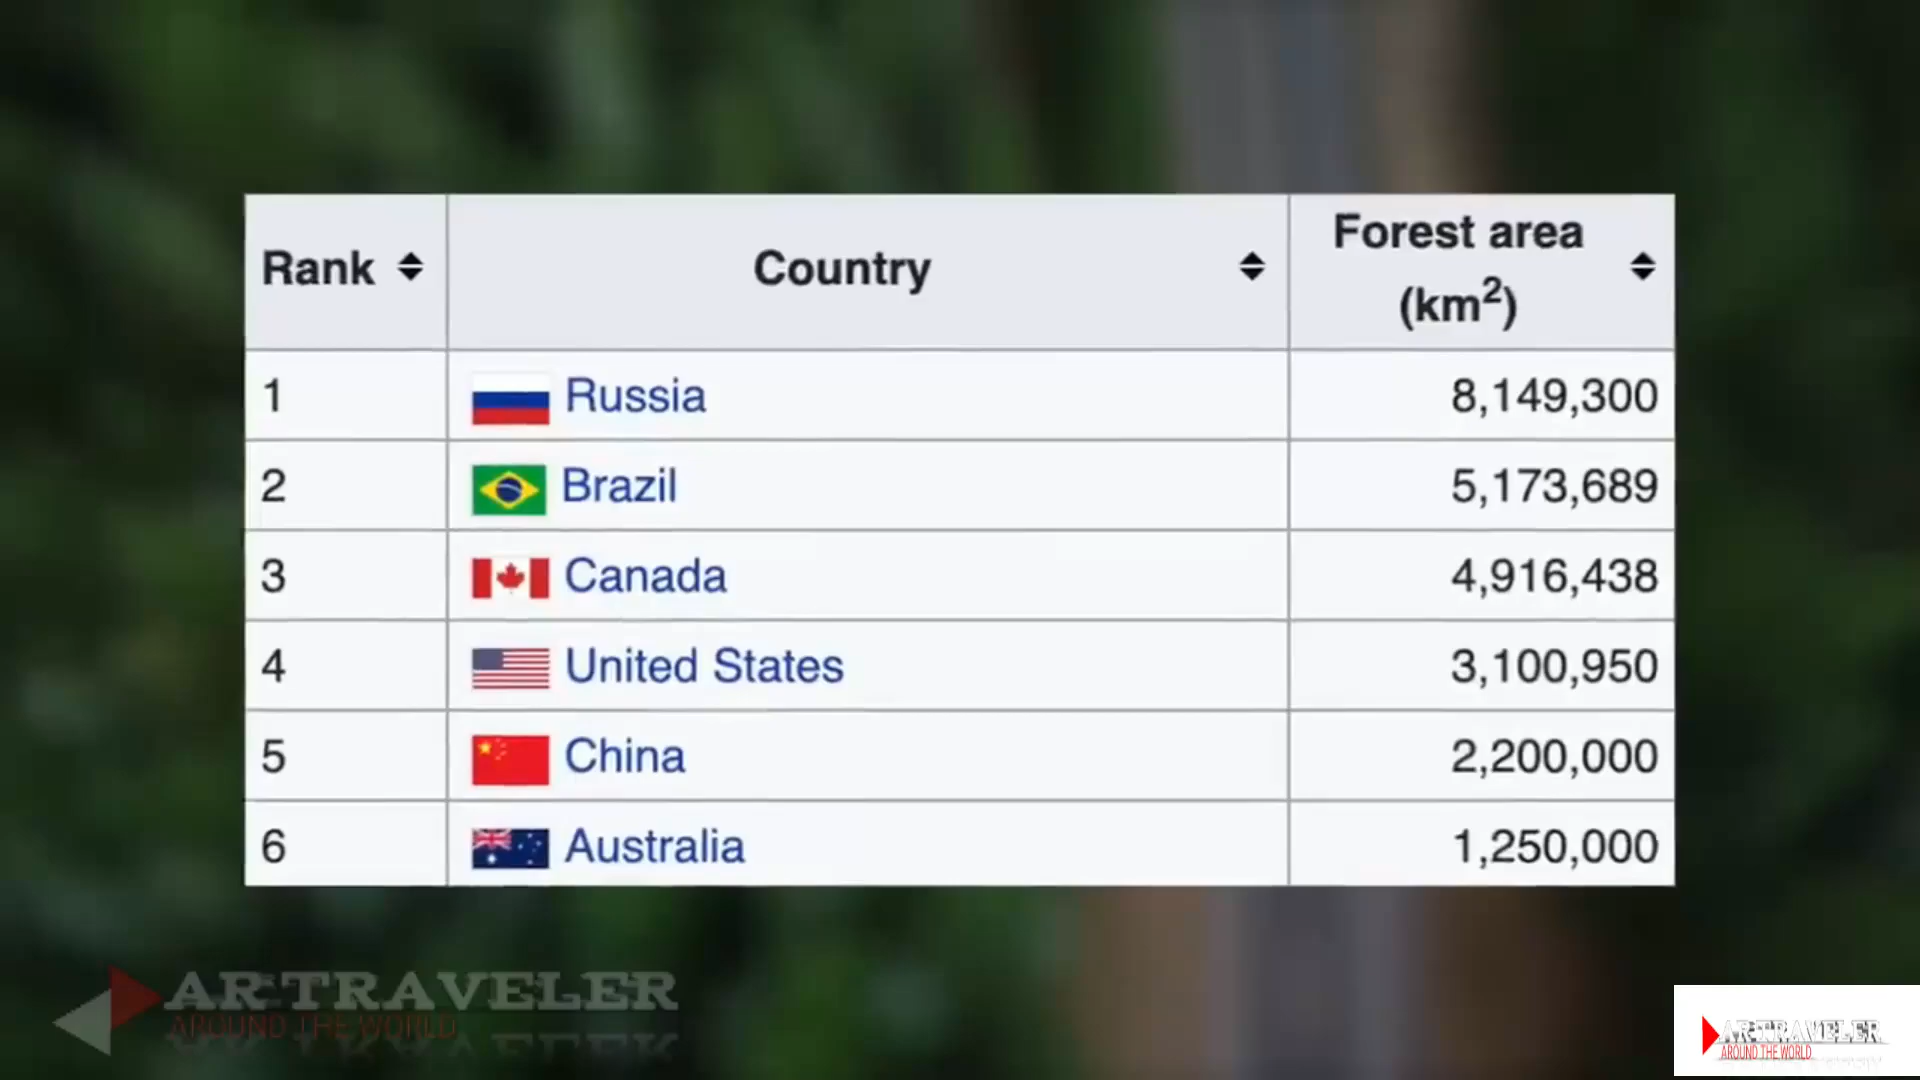 Rank Country Forest area
(km²)
1 Russia 8,149,300
2 Brazil 5,173,689
3 Canada 4,916,438
4 United States 3,100,950
5 China 2,200,000
6 Australia 1,250,000
ARTRAVELER
AROUND THE WORLD
ARTRAVELER
AROUND THE WORLD